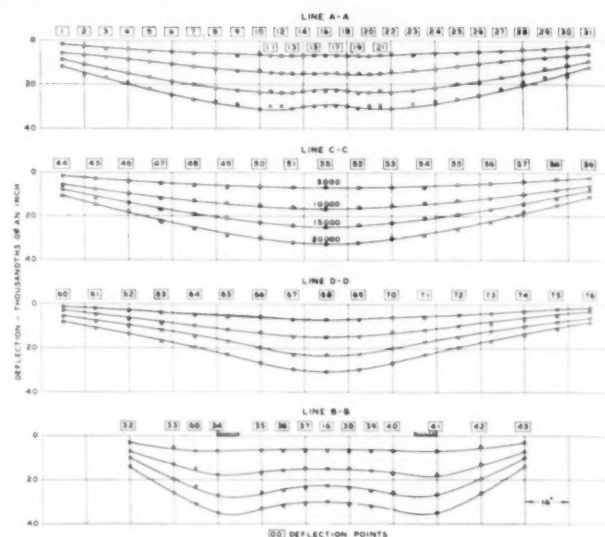 LINE A-A
1 2 3 4 5 6 7 8 9 10 12 14 16 18 20 22 23 24 25 26 27 28 29 30 31
11 13 15 17 19 21
0
20
40
LINE C-C
44 45 46 47 48 49 50 51 52 53 54 55 56 57 58 59
0
20
40
5000
10000
15000
20000
LINE D-D
60 61 62 63 64 65 66 67 68 69 70 71 72 73 74 75 76
0
20
40
LINE B-B
32 33 34 35 36 37 16 38 39 40 41 42 43
0
20
40
16"
DEFLECTION - THOUSANDTHS OF AN INCH
00 DEFLECTION POINTS